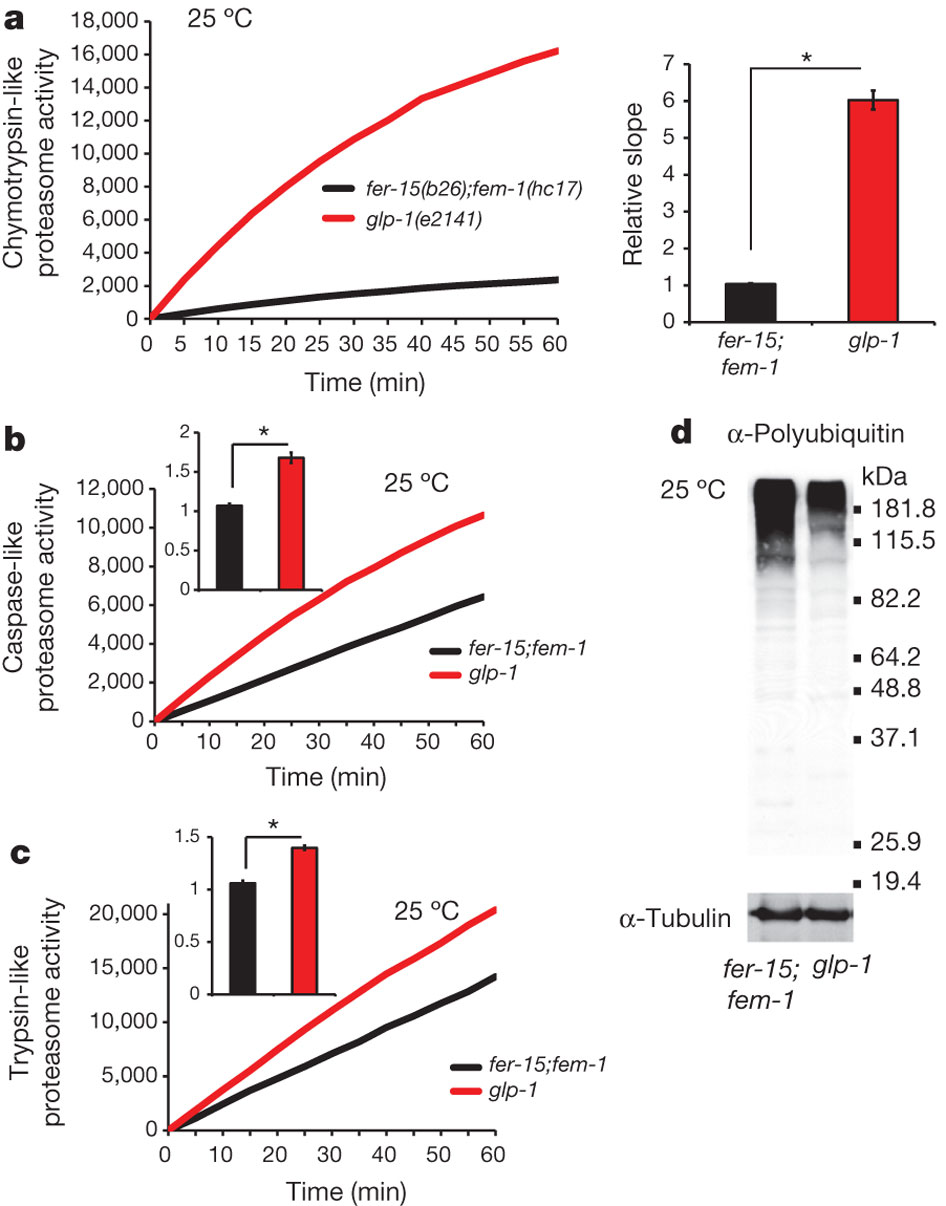 a
25 ºC
Chymotrypsin-like
proteasome activity
18,000
16,000
14,000
12,000
10,000
8,000
6,000
4,000
2,000
0
fer-15(b26);fem-1(hc17)
glp-1(e2141)
0 5 10 15 20 25 30 35 40 45 50 55 60
Time (min)
Relative slope
7
6
5
4
3
2
1
0
*
fer-15;
fem-1
glp-1
b
25 ºC
Caspase-like
proteasome activity
12,000
10,000
8,000
6,000
4,000
2,000
0
2
1.5
1
0.5
0
*
fer-15;fem-1
glp-1
0 10 20 30 40 50 60
Time (min)
c
25 ºC
Trypsin-like
proteasome activity
20,000
15,000
10,000
5,000
0
1.5
1
0.5
0
*
fer-15;fem-1
glp-1
0 10 20 30 40 50 60
Time (min)
d
α-Polyubiquitin
25 ºC
kDa
181.8
115.5
82.2
64.2
48.8
37.1
25.9
19.4
α-Tubulin
fer-15;
fem-1
glp-1